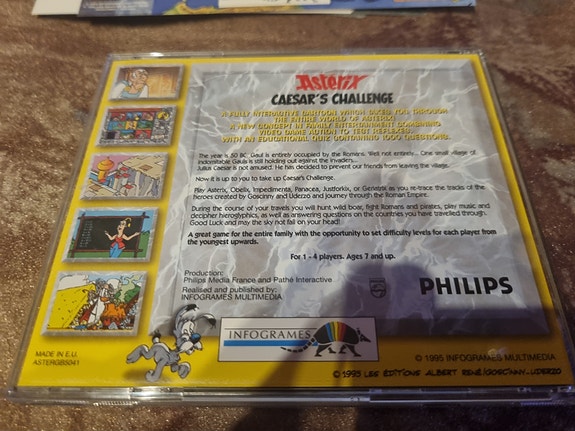 Asterix
CAESAR'S CHALLENGE
A FULLY INTERACTIVE CARTOON WHICH TAKES YOU THROUGH
THE ENTIRE WORLD OF ASTERIX
A NEW CONCEPT IN FAMILY ENTERTAINMENT COMBINING
VIDEO GAME ACTION TO TEST REFLEXES,
WITH AN EDUCATIONAL QUIZ CONTAINING 1000 QUESTIONS.
The year is 50 BC. Gaul is entirely occupied by the Romans. Well not entirely... One small village of
indomitable Gauls is still holding out against the invaders...
Julius Caesar is not amused. He has decided to prevent our friends from leaving the village.
Now it is up to you to take up Caesar's Challenge.
Play Asterix, Obelix, Impedimenta, Panacea, Justforkix, or Geriatrix as you re-trace the tracks of the
heroes created by Goscinny and Uderzo and journey through the Roman Empire.
During the course of your travels you will hunt wild boar, fight Romans and pirates, play music and
decipher hieroglyphics, as well as answering questions on the countries you have travelled through.
Good Luck and may the sky not fall on your head!
A great game for the entire family with the opportunity to set difficulty levels for each player from
the youngest upwards.
For 1 - 4 players. Ages 7 and up.
Production:
Philips Media France and Pathé Interactive
Realised and published by:
INFOGRAMES MULTIMEDIA
PHILIPS
INFOGRAMES
MADE IN E.U.
ASTERGB5041
© 1995 INFOGRAMES MULTIMEDIA
© 1995 LES ÉDITIONS ALBERT RENÉ/GOSCINNY-UDERZO